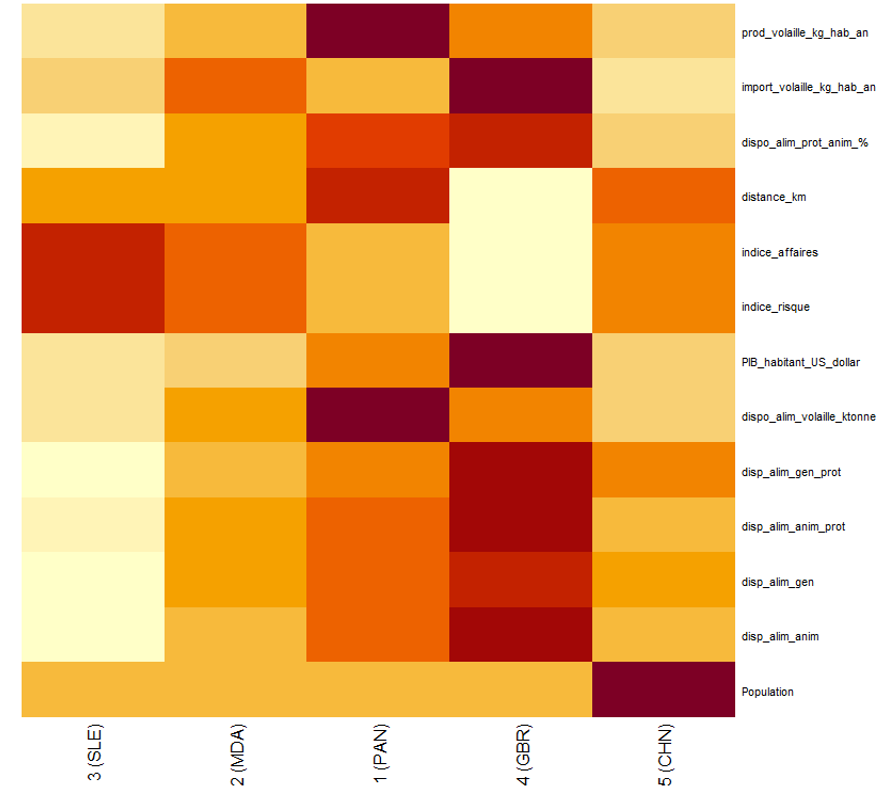 prod_volaille_kg_hab_an
import_volaille_kg_hab_an
dispo_alim_prot_anim_%
distance_km
indice_affaires
indice_risque
PIB_habitant_US_dollar
dispo_alim_volaille_ktonne
disp_alim_gen_prot
disp_alim_anim_prot
disp_alim_gen
disp_alim_anim
Population
3 (SLE)
2 (MDA)
1 (PAN)
4 (GBR)
5 (CHN)